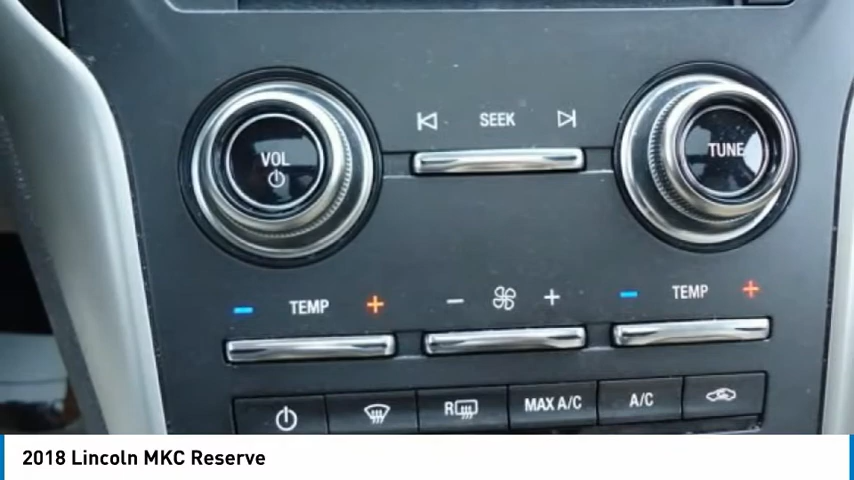 SEEK
VOL
TUNE
TEMP
+
- +
TEMP
+
R
MAX A/C
A/C
2018 Lincoln MKC Reserve